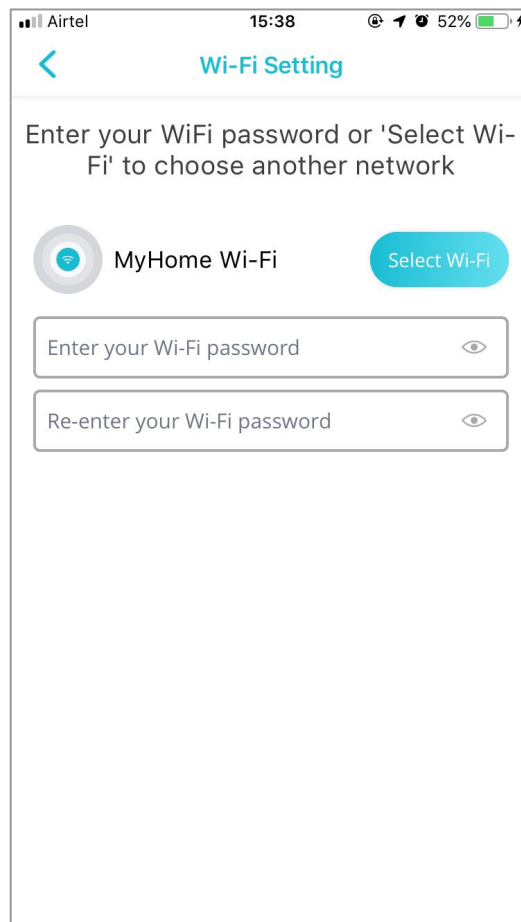 Airtel 15:38 52%
Wi-Fi Setting
Enter your WiFi password or 'Select Wi-
Fi' to choose another network
MyHome Wi-Fi Select Wi-Fi
Enter your Wi-Fi password
Re-enter your Wi-Fi password